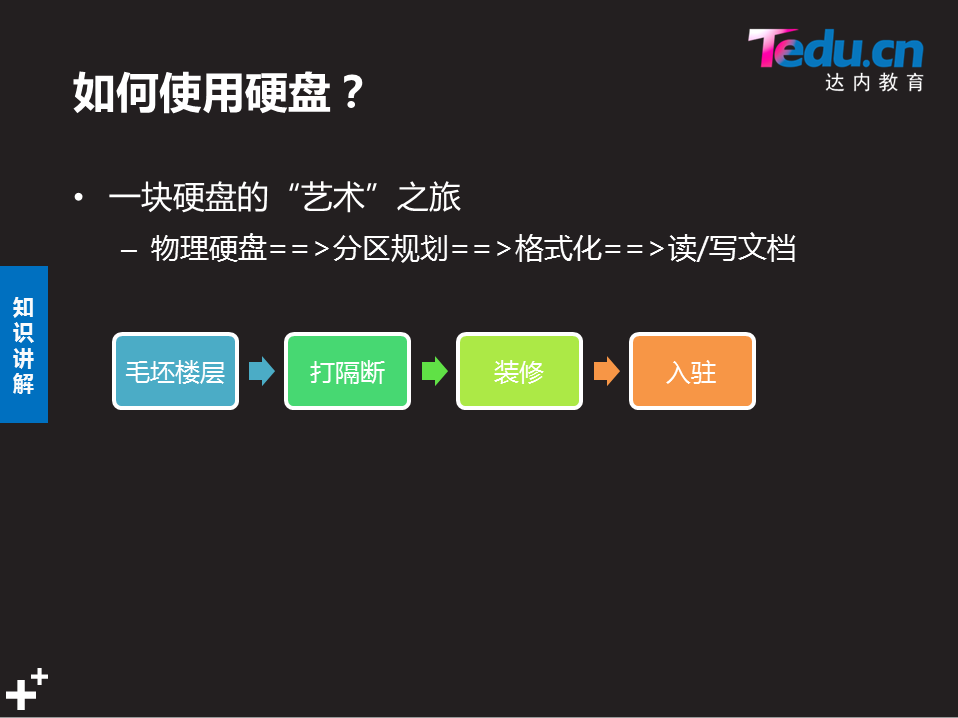 Tedu.cn
达内教育
如何使用硬盘？
• 一块硬盘的“艺术”之旅
– 物理硬盘==>分区规划==>格式化==>读/写文档
知识讲解
毛坯楼层
打隔断
装修
入驻